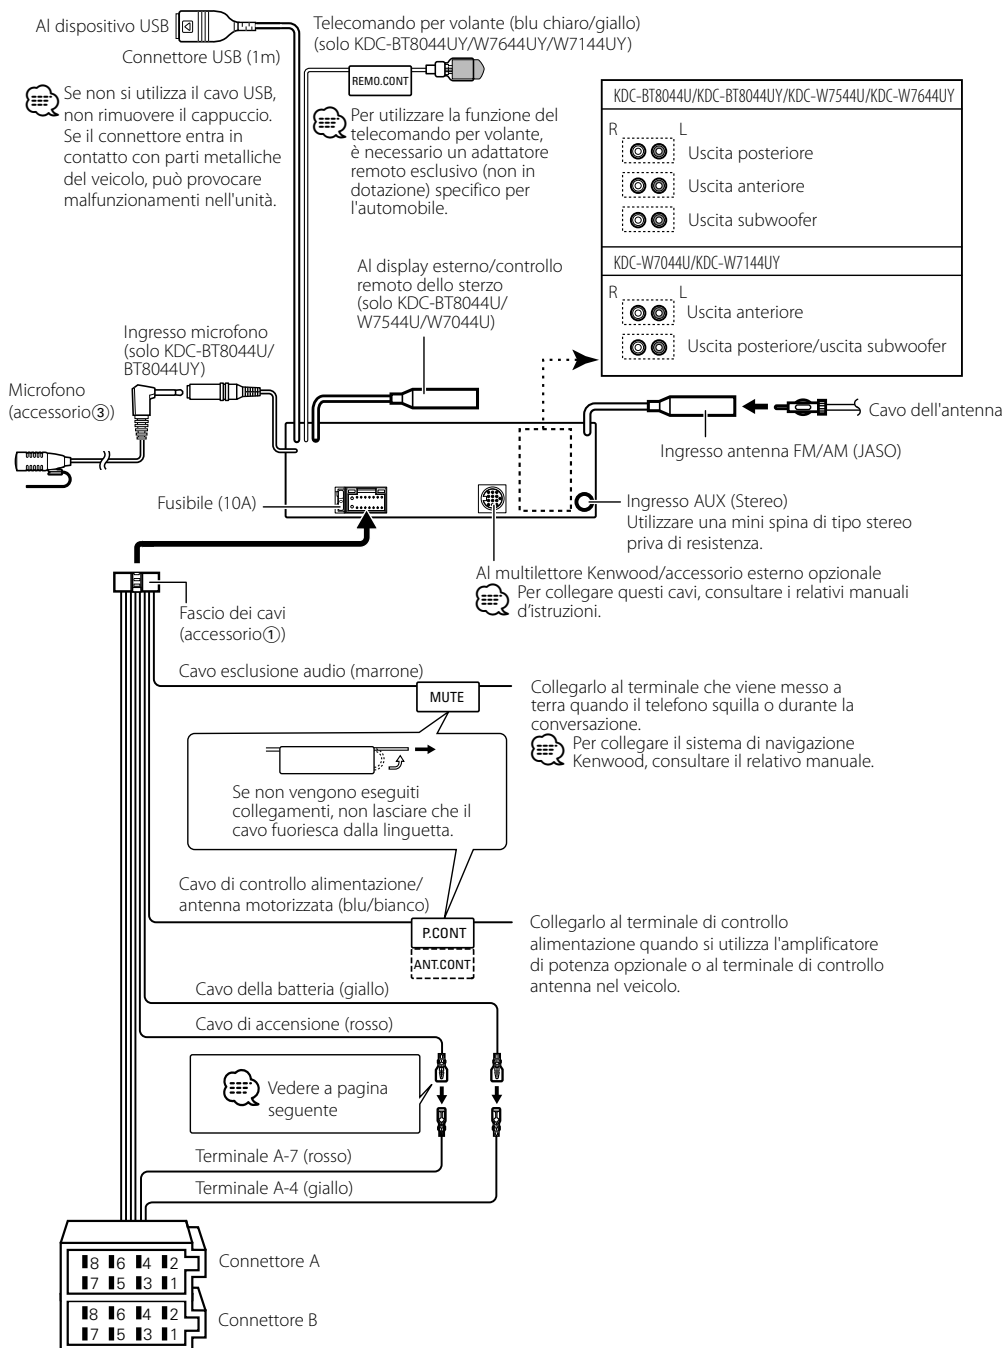 Al dispositivo USB
Connettore USB (1m)
Se non si utilizza il cavo USB,
non rimuovere il cappuccio.
Se il connettore entra in
contatto con parti metalliche
del veicolo, può provocare
malfunzionamenti nell'unità.
Telecomando per volante (blu chiaro/giallo)
(solo KDC-BT8044UY/W7644UY/W7144UY)
REMO.CONT
Per utilizzare la funzione del
telecomando per volante,
è necessario un adattatore
remoto esclusivo (non in
dotazione) specifico per
l'automobile.
KDC-BT8044U/KDC-BT8044UY/KDC-W7544U/KDC-W7644UY
R L
Uscita posteriore
Uscita anteriore
Uscita subwoofer
KDC-W7044U/KDC-W7144UY
R L
Uscita anteriore
Uscita posteriore/uscita subwoofer
Al display esterno/controllo
remoto dello sterzo
(solo KDC-BT8044U/
W7544U/W7044U)
Ingresso microfono
(solo KDC-BT8044U/
BT8044UY)
Microfono
(accessorio③)
Cavo dell'antenna
Ingresso antenna FM/AM (JASO)
Fusibile (10A)
Ingresso AUX (Stereo)
Utilizzare una mini spina di tipo stereo
priva di resistenza.
Al multilettore Kenwood/accessorio esterno opzionale
Per collegare questi cavi, consultare i relativi manuali
d'istruzioni.
Fascio dei cavi
(accessorio①)
Cavo esclusione audio (marrone)
MUTE
Collegarlo al terminale che viene messo a
terra quando il telefono squilla o durante la
conversazione.
Per collegare il sistema di navigazione
Kenwood, consultare il relativo manuale.
Se non vengono eseguiti
collegamenti, non lasciare che il
cavo fuoriesca dalla linguetta.
Cavo di controllo alimentazione/
antenna motorizzata (blu/bianco)
P.CONT
ANT.CONT
Collegarlo al terminale di controllo
alimentazione quando si utilizza l'amplificatore
di potenza opzionale o al terminale di controllo
antenna nel veicolo.
Cavo della batteria (giallo)
Cavo di accensione (rosso)
Vedere a pagina
seguente
Terminale A-7 (rosso)
Terminale A-4 (giallo)
8 6 4 2
7 5 3 1
Connettore A
8 6 4 2
7 5 3 1
Connettore B